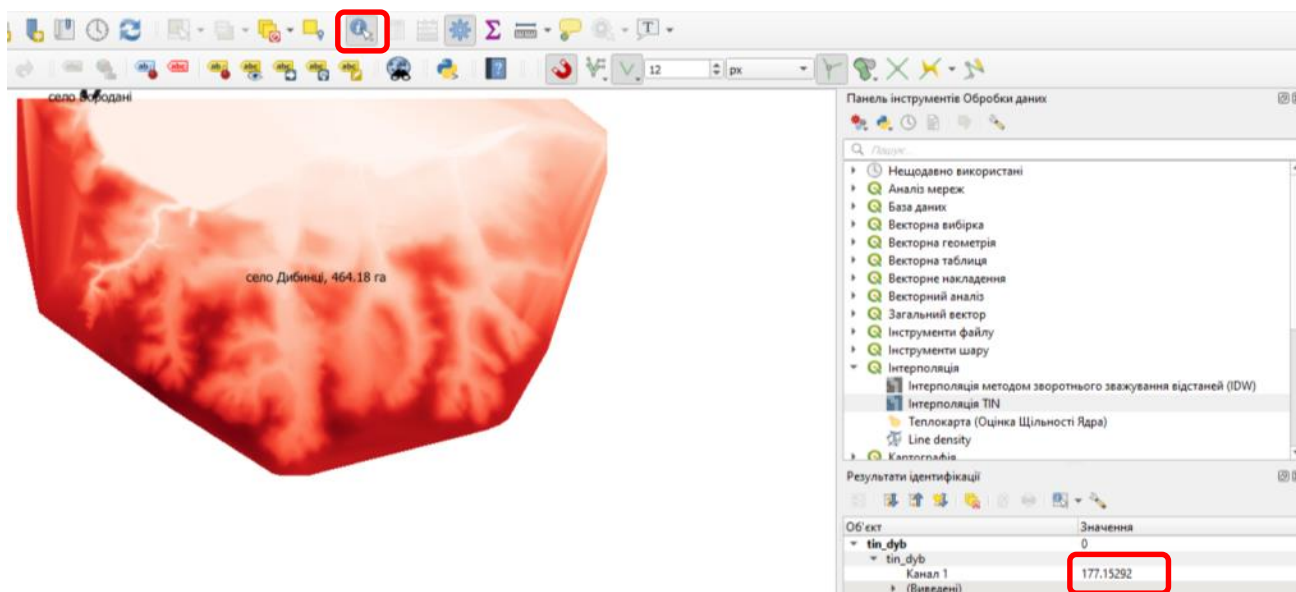 12
px
село Бородані
село Дибинці, 464.18 га
Панель інструментів Обробки даних
Пошук...
Нещодавно використані
Аналіз мереж
База даних
Векторна вибірка
Векторна геометрія
Векторна таблиця
Векторне накладення
Векторний аналіз
Загальний вектор
Інструменти файлу
Інструменти шару
Інтерполяція
Інтерполяція методом зворотнього зважування відстаней (IDW)
Інтерполяція TIN
Теплокарта (Оцінка Щільності Ядра)
Line density
Картографія
Результати ідентифікації
Об'єкт Значення
tin_dyb 0
tin_dyb
Канал 1 177.15292
(Виведені)